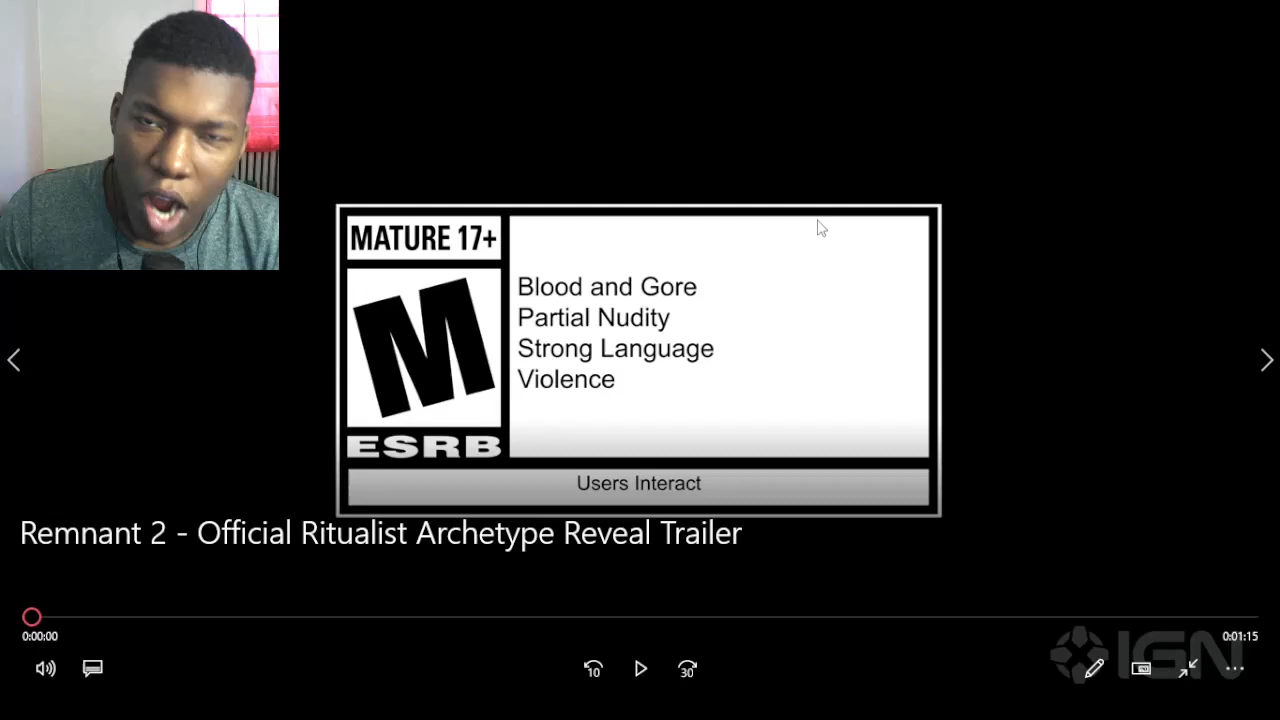 MATURE 17+
M
ESRB
Blood and Gore
Partial Nudity
Strong Language
Violence
Users Interact
Remnant 2 - Official Ritualist Archetype Reveal Trailer
0:00:00
0:01:15
IGN
10
30